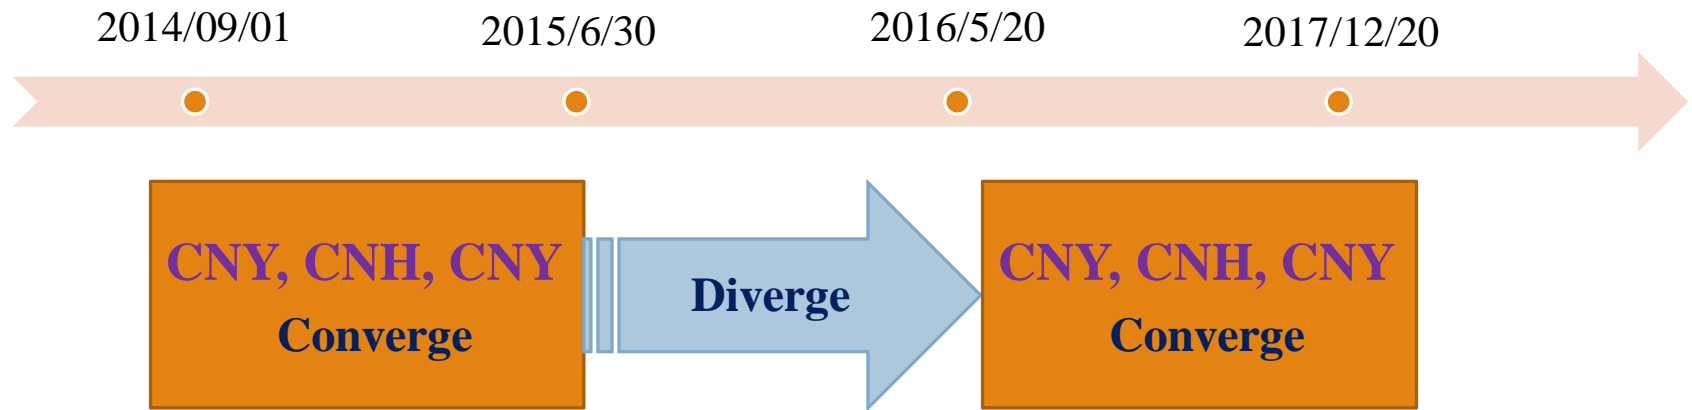 2014/09/01
2015/6/30
2016/5/20
2017/12/20
CNY, CNH, CNY
Converge
Diverge
CNY, CNH, CNY
Converge